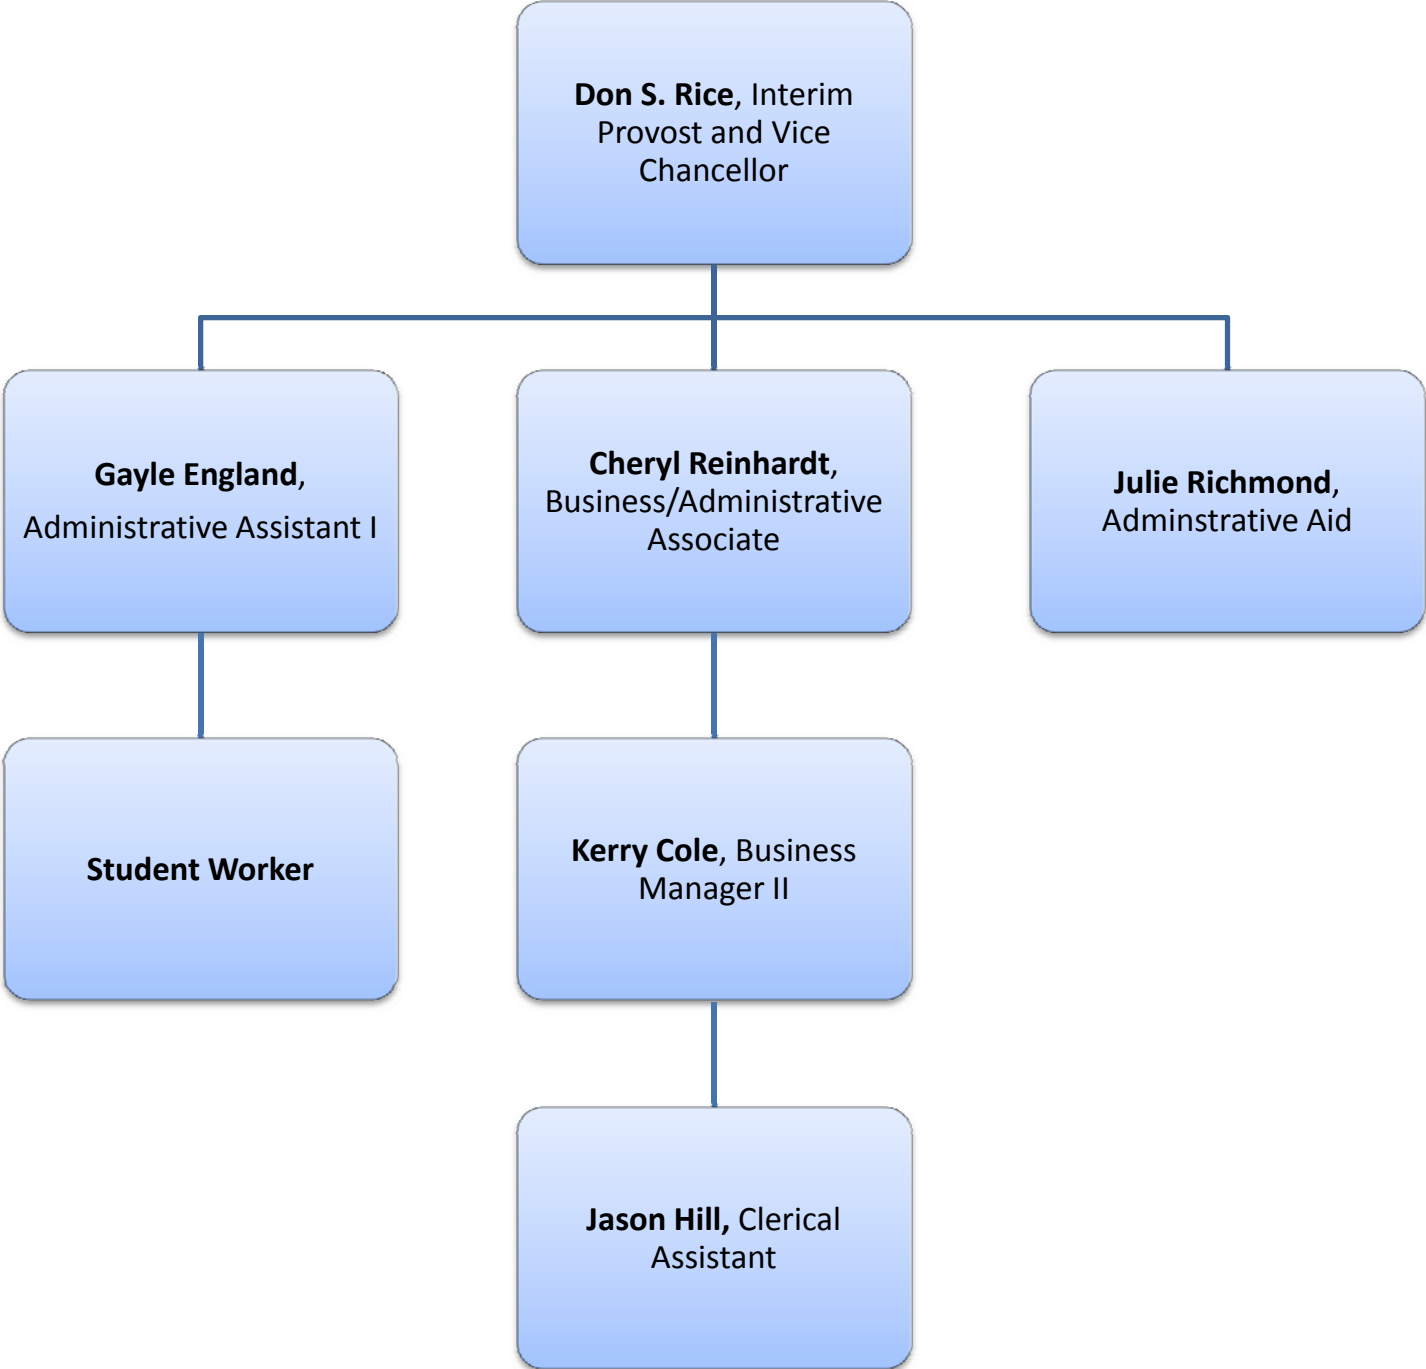 Don S. Rice, Interim
Provost and Vice
Chancellor
Gayle England,
Administrative Assistant I
Cheryl Reinhardt,
Business/Administrative
Associate
Julie Richmond,
Adminstrative Aid
Student Worker
Kerry Cole, Business
Manager II
Jason Hill, Clerical
Assistant